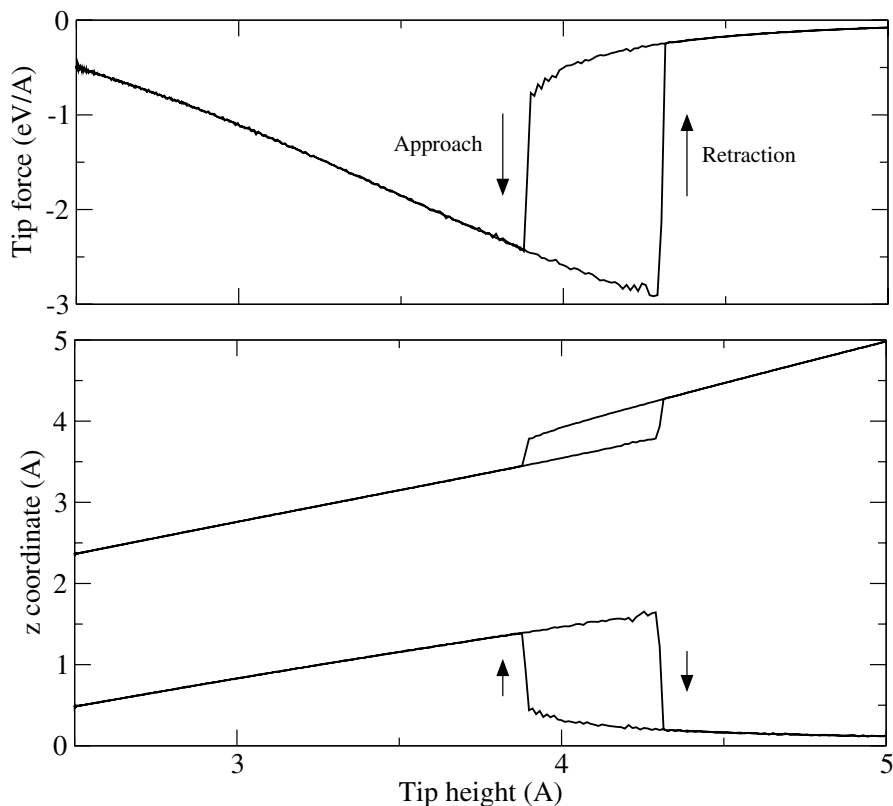 0
-1
-2
-3
Tip force (eV/A)
Approach
Retraction
5
4
3
2
1
0
z coordinate (A)
3
4
5
Tip height (A)